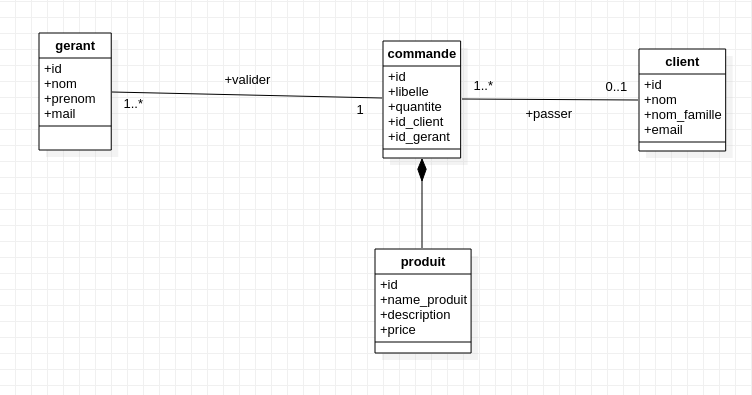 gerant
+id
+nom
+prenom
+mail
+valider
1..*
1
commande
+id
+libelle
+quantite
+id_client
+id_gerant
1..*
0..1
+passer
client
+id
+nom
+nom_famille
+email
produit
+id
+name_produit
+description
+price